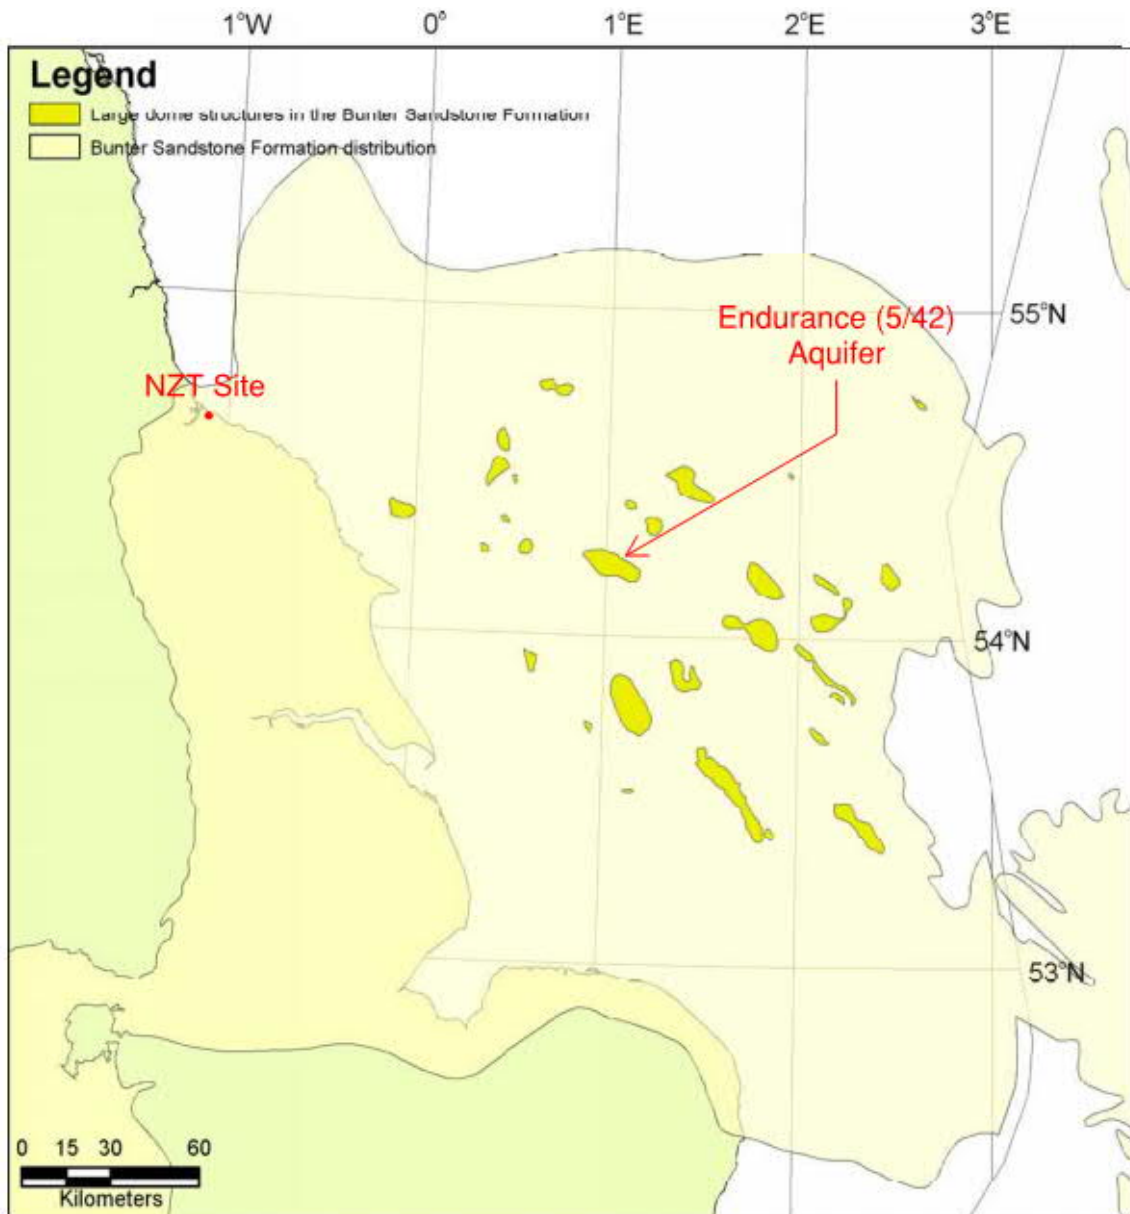 1°W 0° 1°E 2°E 3°E
Legend
Large dome structures in the Bunter Sandstone Formation
Bunter Sandstone Formation distribution
Endurance (5/42)
Aquifer
55°N
NZT Site
54°N
53°N
0 15 30 60
Kilometers